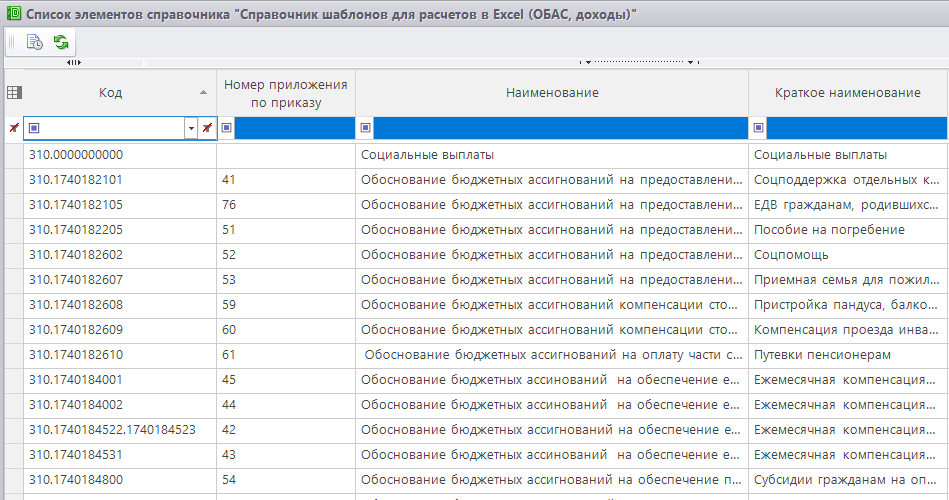 Список элементов справочника "Справочник шаблонов для расчетов в Excel (ОБАС, доходы)"
Код Номер приложения по приказу Наименование Краткое наименование
310.0000000000 Социальные выплаты Социальные выплаты
310.1740182101 41 Обоснование бюджетных ассигнований на предоставлени... Соцподдержка отдельных к...
310.1740182105 76 Обоснование бюджетных ассигнований на предоставлени... ЕДВ гражданам, родившихс...
310.1740182205 51 Обоснование бюджетных ассигнований на предоставлени... Пособие на погребение
310.1740182602 52 Обоснование бюджетных ассигнований на предоставлени... Соцпомощь
310.1740182607 53 Обоснование бюджетных ассигнований на предоставлени... Приемная семья для пожил...
310.1740182608 59 Обоснование бюджетных ассигнований компенсации сто... Пристройка пандуса, балко...
310.1740182609 60 Обоснование бюджетных ассигнований компенсации сто... Компенсация проезда инва...
310.1740182610 61 Обоснование бюджетных ассигнований на оплату части с... Путевки пенсионерам
310.1740184001 45 Обоснование бюджетных ассинований на обеспечение е... Ежемесячная компенсация...
310.1740184002 44 Обоснование бюджетных ассинований на обеспечение е... Ежемесячная компенсация...
310.1740184522.1740184523 42 Обоснование бюджетных ассигнований на обеспечение е... Ежемесячная компенсация...
310.1740184531 43 Обоснование бюджетных ассигнований на обеспечение е... Ежемесячная компенсация...
310.1740184800 54 Обоснование бюджетных ассигнований на обеспечение п... Субсидии гражданам на оп...